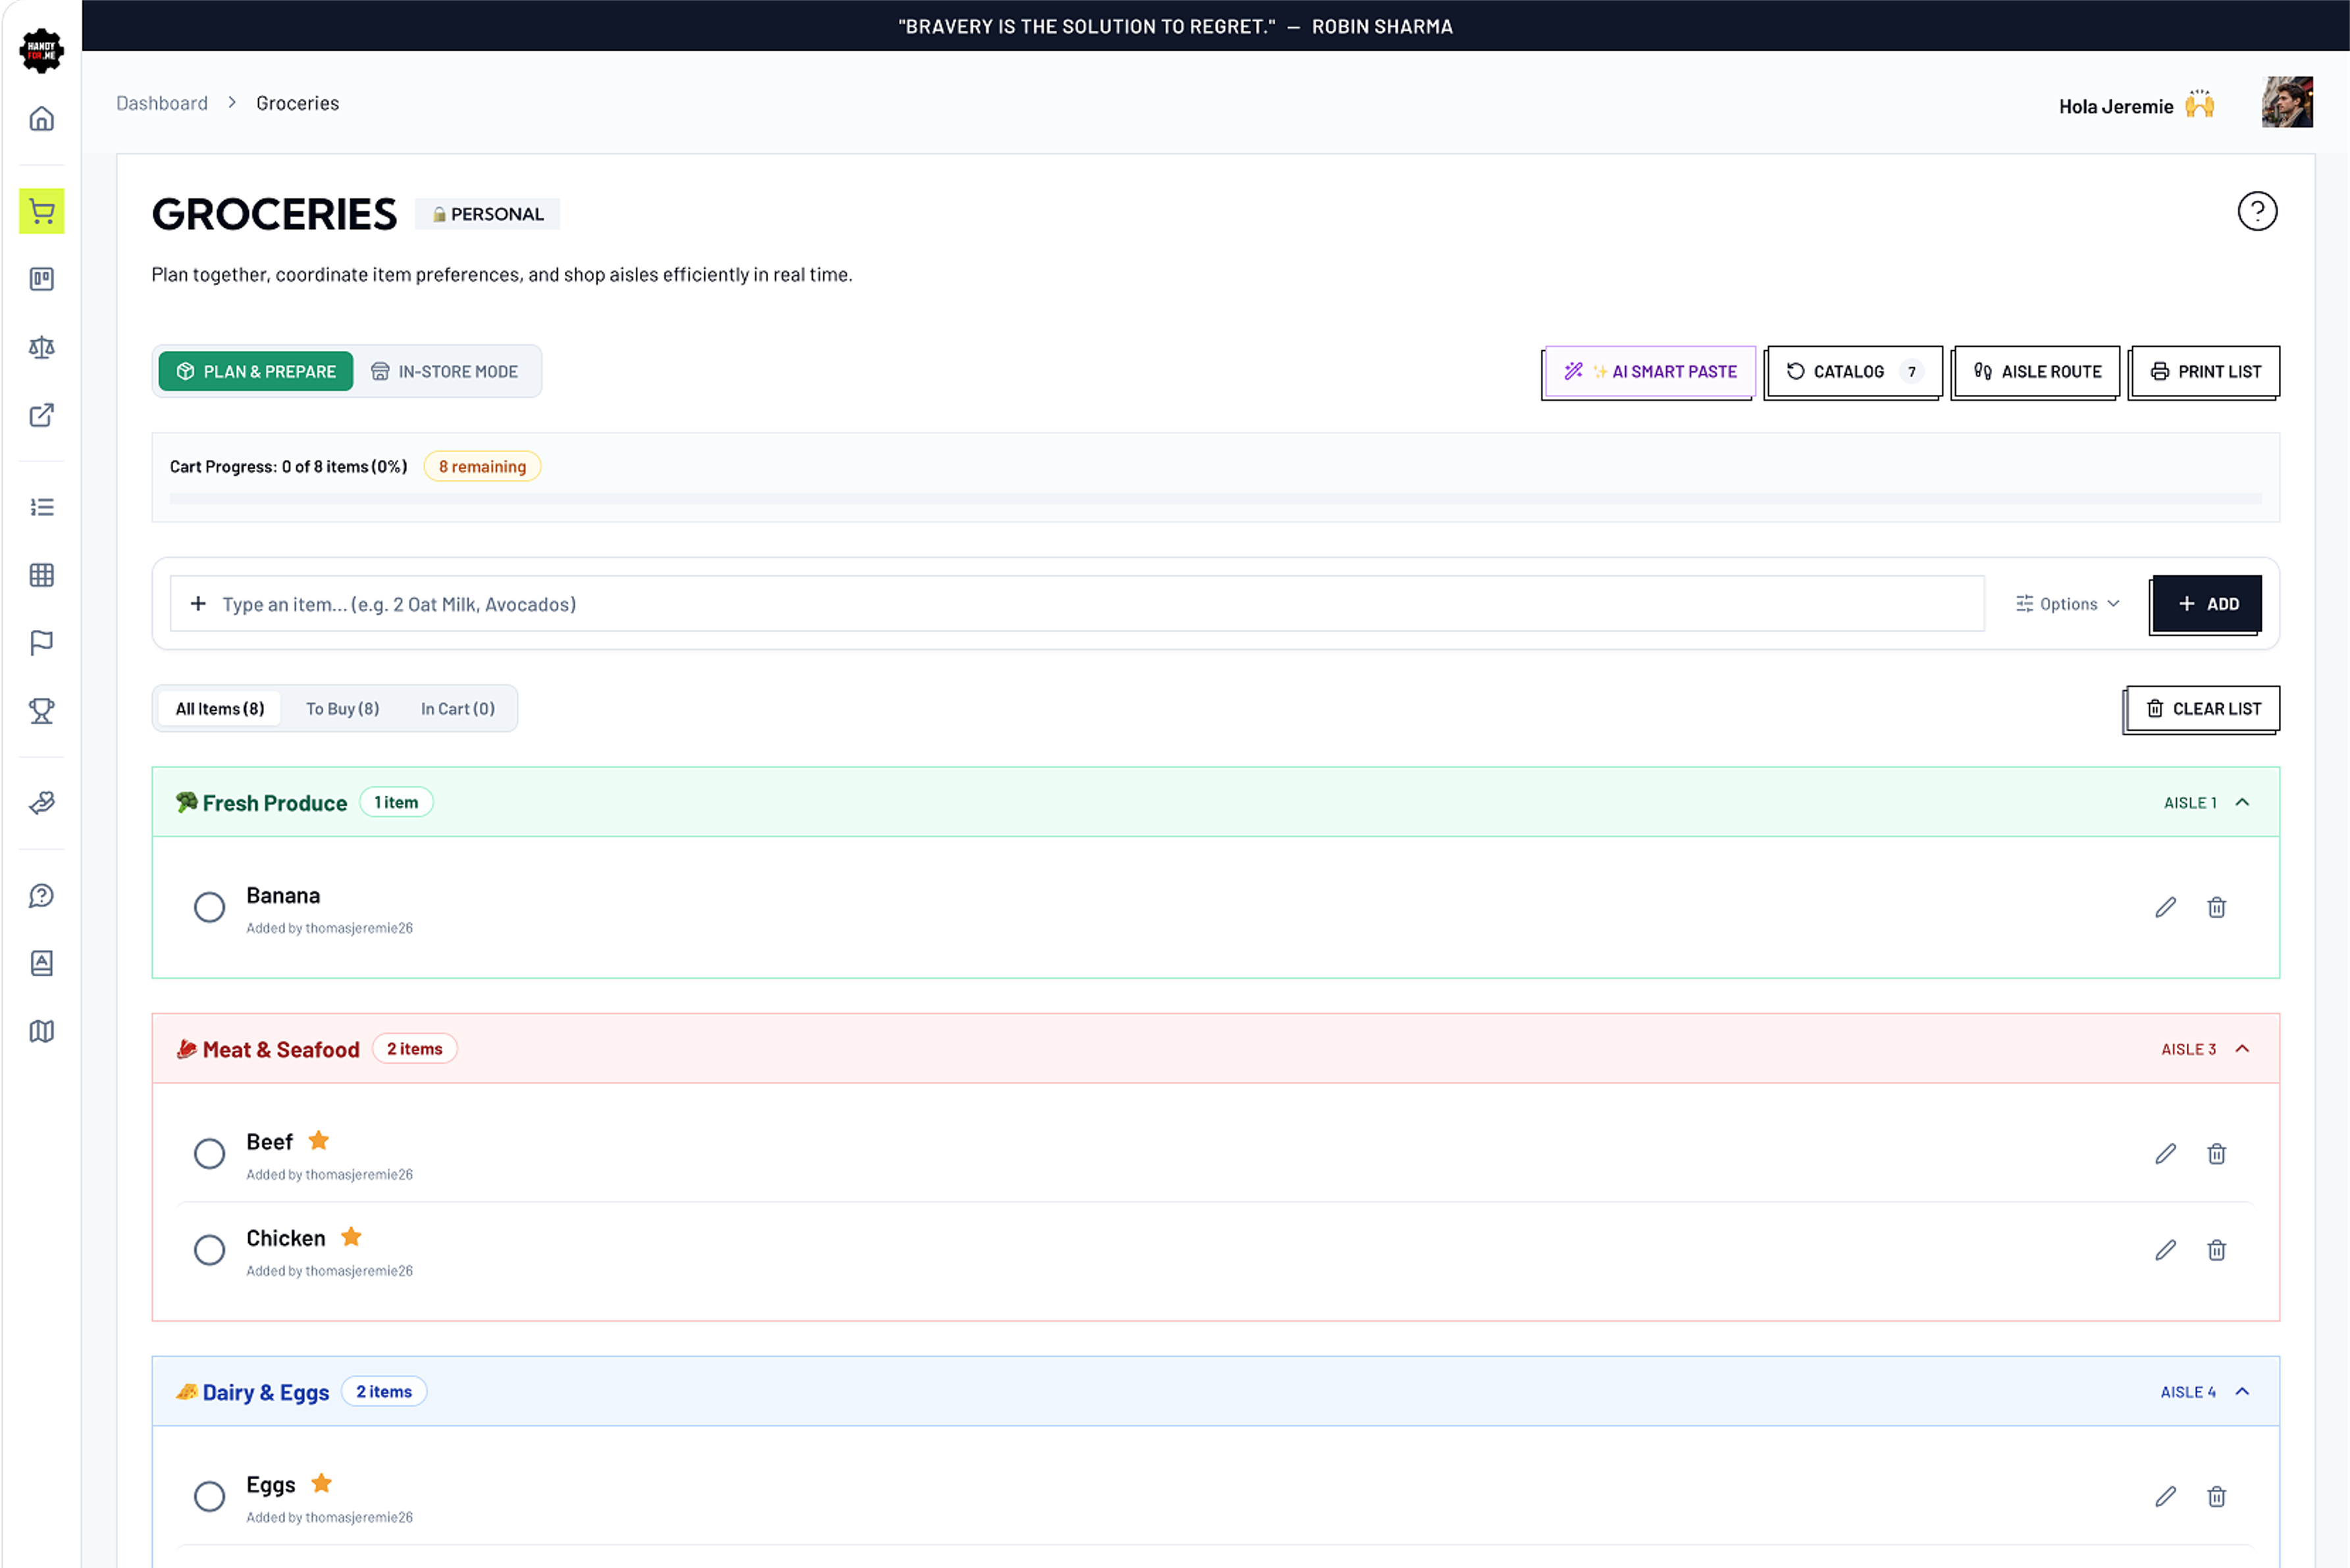 "BRAVERY IS THE SOLUTION TO REGRET." — ROBIN SHARMA
HANDY
FOR.ME
Dashboard > Groceries
Hola Jeremie 🙌
GROCERIES
🔒 PERSONAL
?
Plan together, coordinate item preferences, and shop aisles efficiently in real time.
PLAN & PREPARE
IN-STORE MODE
✨ AI SMART PASTE
CATALOG 7
AISLE ROUTE
PRINT LIST
Cart Progress: 0 of 8 items (0%)
8 remaining
+ Type an item... (e.g. 2 Oat Milk, Avocados)
Options
+ ADD
All Items (8)
To Buy (8)
In Cart (0)
CLEAR LIST
🥦 Fresh Produce
1 item
AISLE 1
Banana
Added by thomasjeremie26
🥩 Meat & Seafood
2 items
AISLE 3
Beef ⭐
Added by thomasjeremie26
Chicken ⭐
Added by thomasjeremie26
🧀 Dairy & Eggs
2 items
AISLE 4
Eggs ⭐
Added by thomasjeremie26